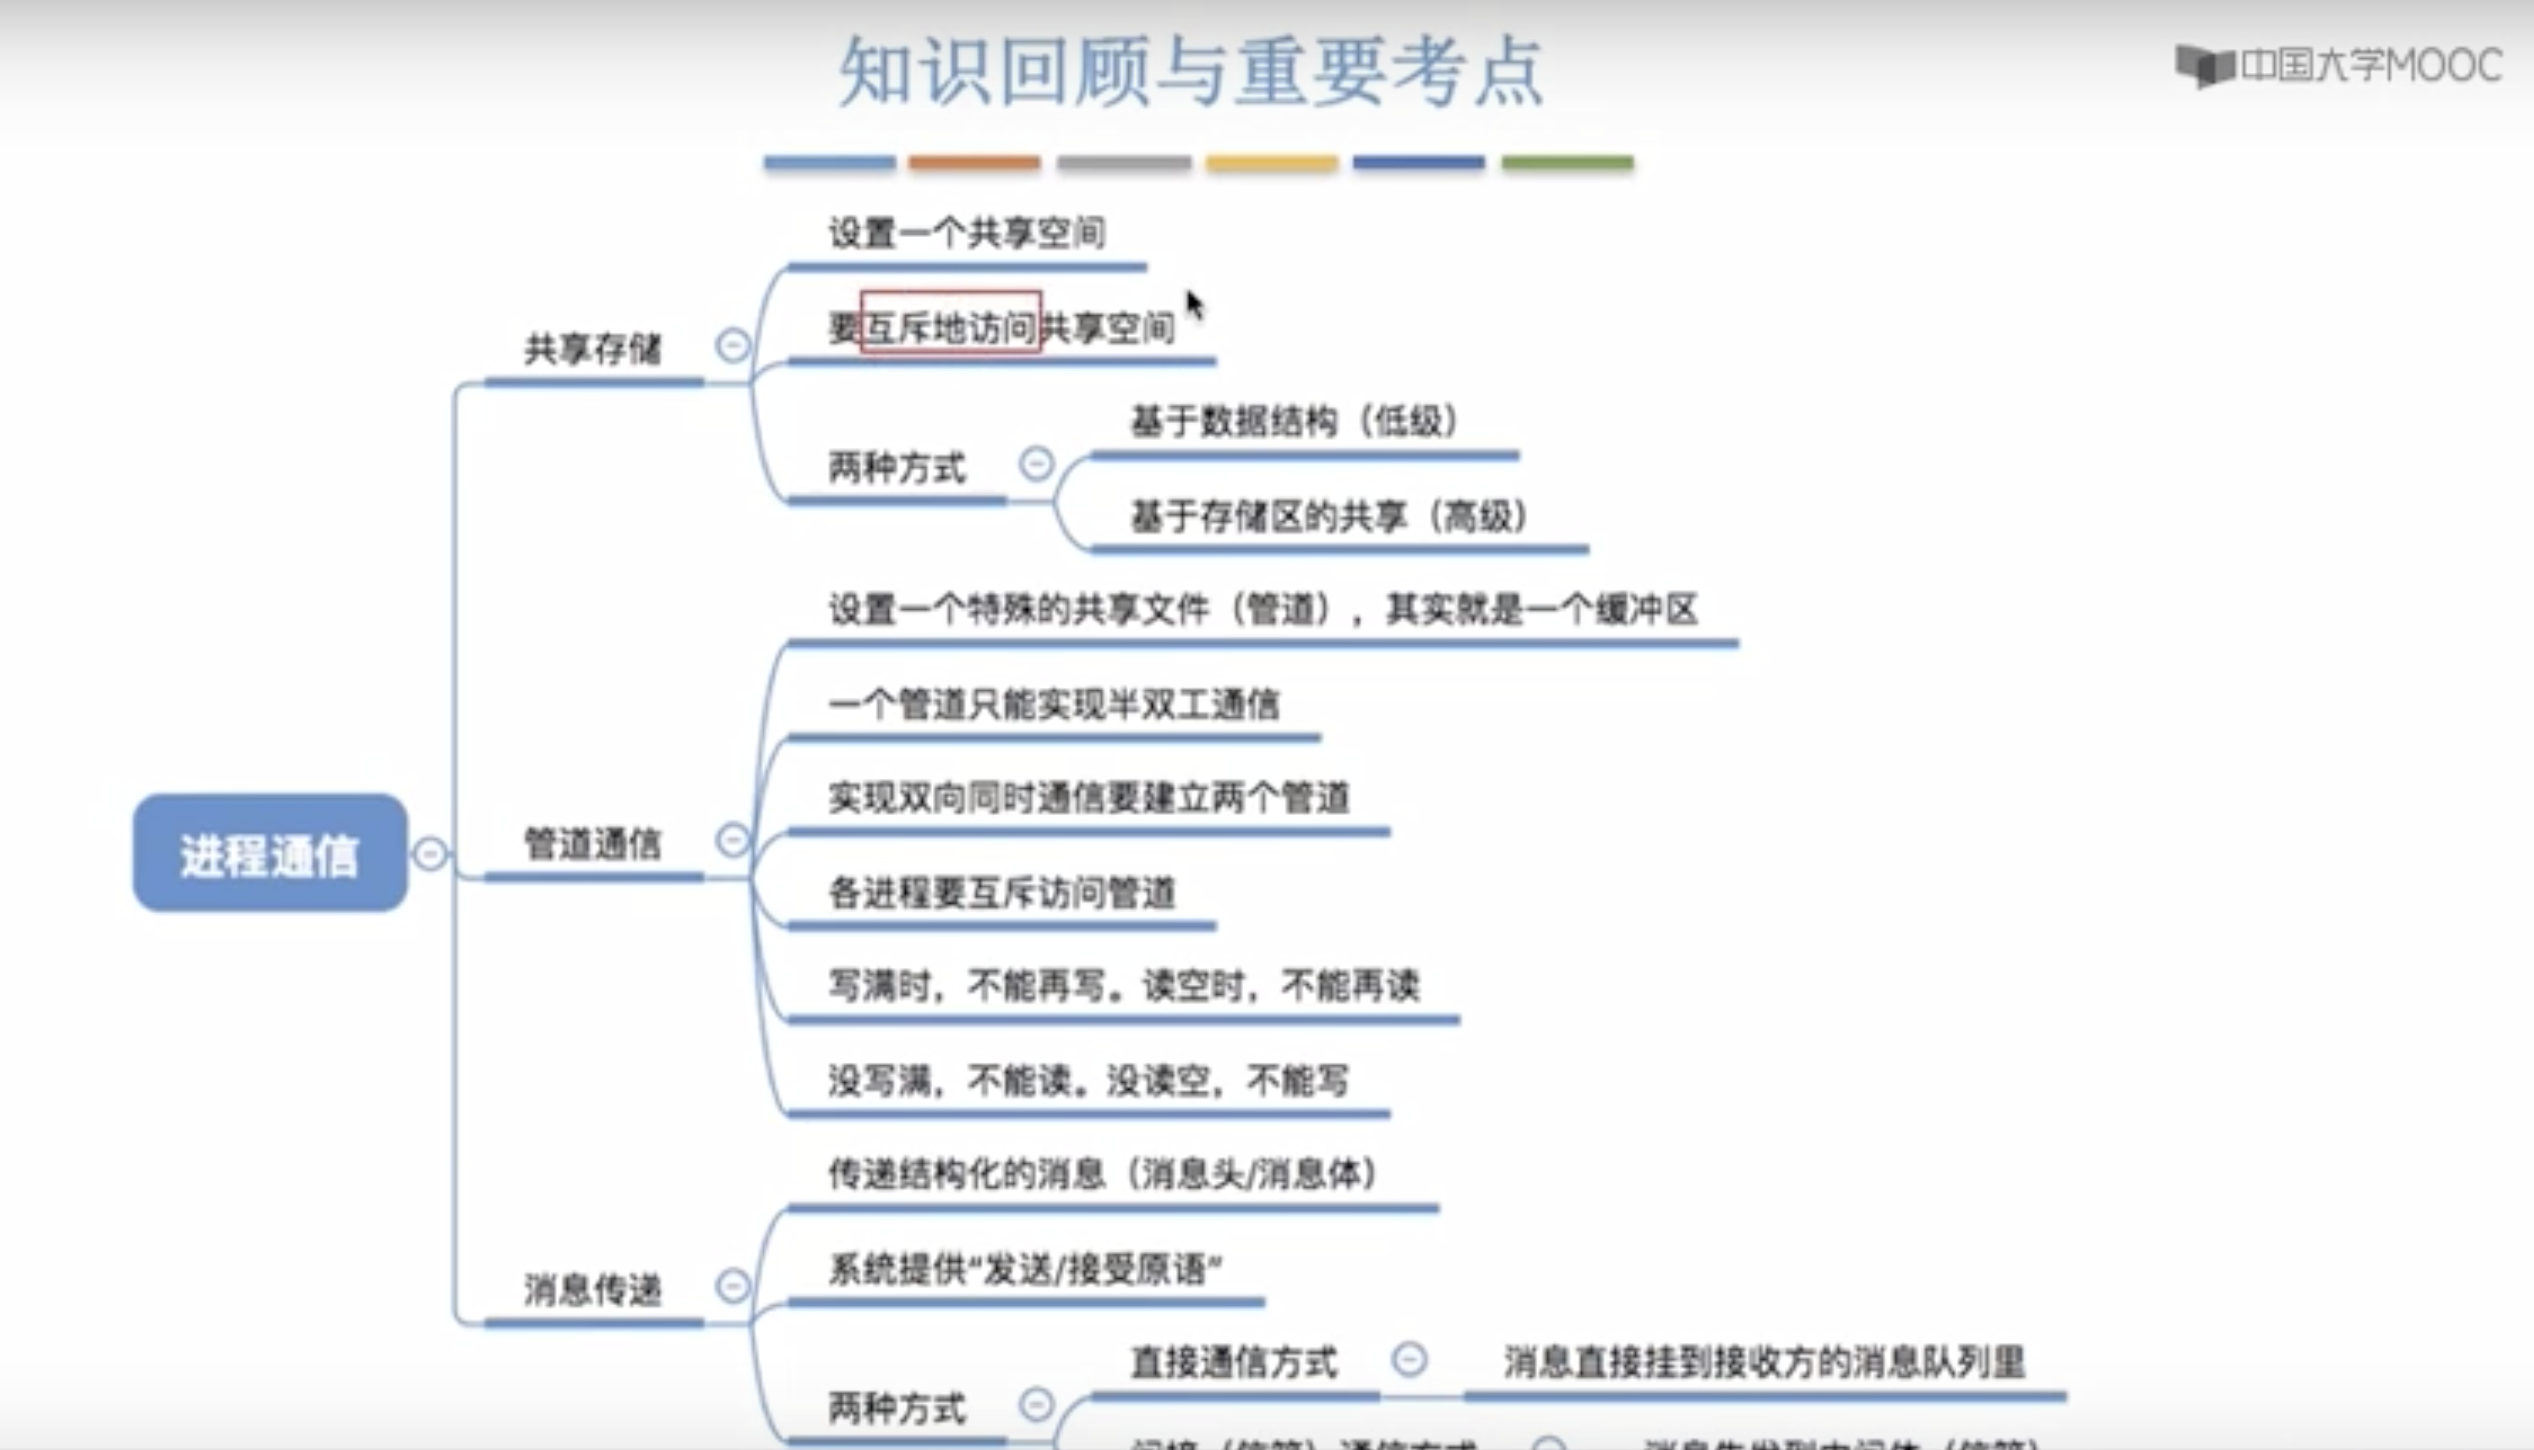 知识回顾与重要考点
中国大学MOOC
设置一个共享空间
要互斥地访问共享空间
共享存储
基于数据结构（低级）
两种方式
基于存储区的共享（高级）
设置一个特殊的共享文件（管道），其实就是一个缓冲区
一个管道只能实现半双工通信
实现双向同时通信要建立两个管道
进程通信
管道通信
各进程要互斥访问管道
写满时，不能再写。读空时，不能再读
没写满，不能读。没读空，不能写
传递结构化的消息（消息头/消息体）
系统提供“发送/接受原语”
消息传递
直接通信方式
消息直接挂到接收方的消息队列里
两种方式